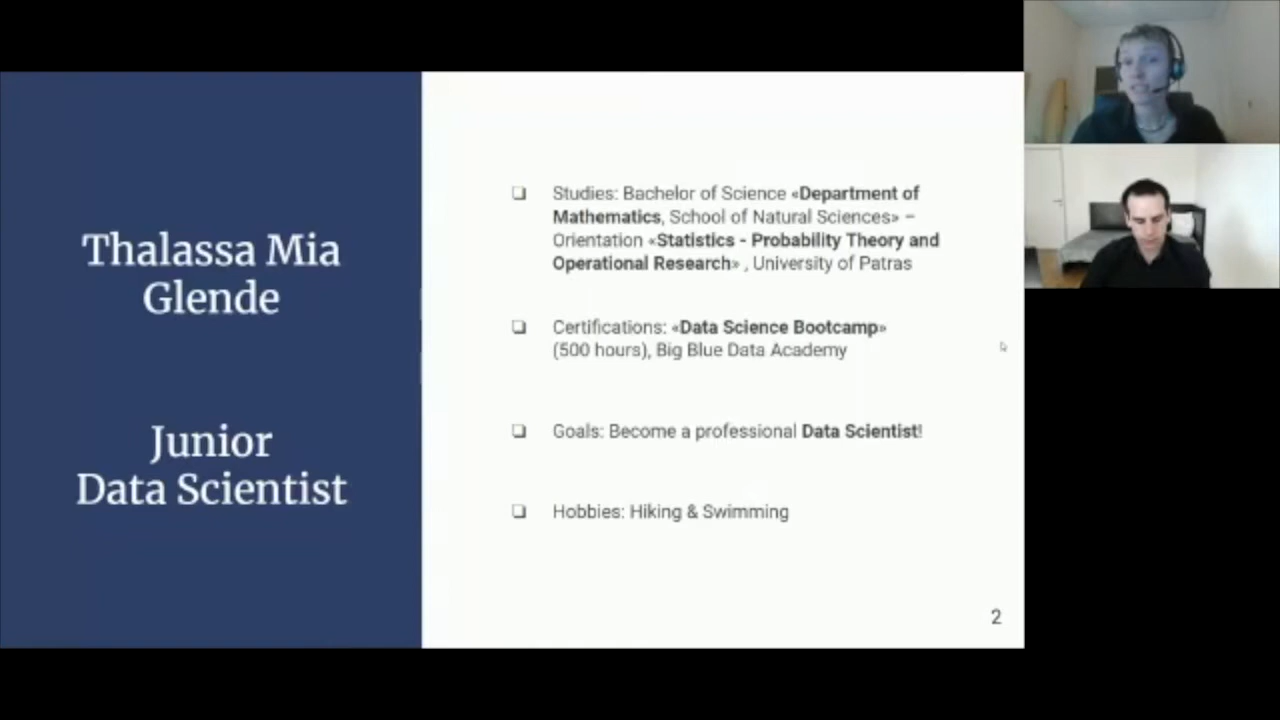 Thalassa Mia
Glende
Junior
Data Scientist
❑ Studies: Bachelor of Science «Department of
Mathematics, School of Natural Sciences» –
Orientation «Statistics - Probability Theory and
Operational Research» , University of Patras
❑ Certifications: «Data Science Bootcamp»
(500 hours), Big Blue Data Academy
❑ Goals: Become a professional Data Scientist!
❑ Hobbies: Hiking & Swimming
2